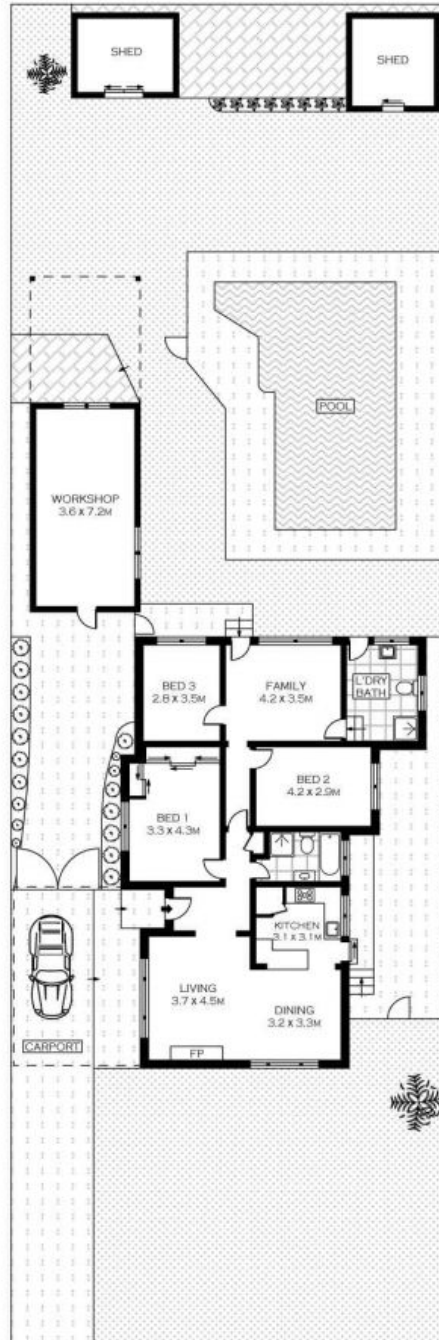 SHED
SHED
POOL
WORKSHOP
3.6 X 7.2M
BED 3
2.8 X 3.5M
FAMILY
4.2 X 3.5M
L'DRY
BATH
BED 2
4.2 X 2.9M
BED 1
3.3 X 4.3M
KITCHEN
3.1 X 3.1M
LIVING
3.7 X 4.5M
DINING
3.2 X 3.3M
FP
CARPORT